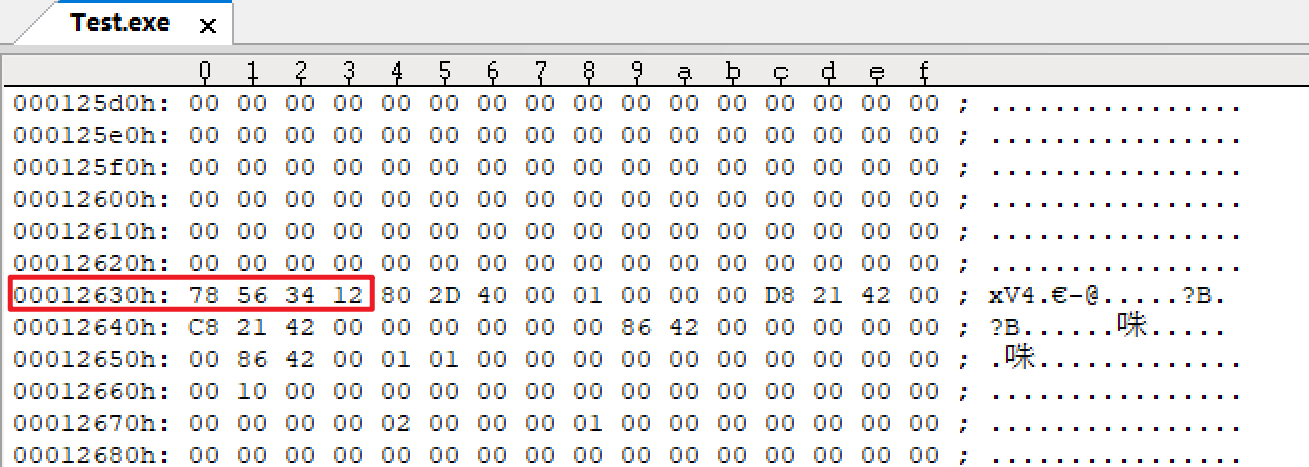 Test.exe ×
0 1 2 3 4 5 6 7 8 9 a b c d e f
000125d0h: 00 00 00 00 00 00 00 00 00 00 00 00 00 00 00 00 ; ................
000125e0h: 00 00 00 00 00 00 00 00 00 00 00 00 00 00 00 00 ; ................
000125f0h: 00 00 00 00 00 00 00 00 00 00 00 00 00 00 00 00 ; ................
00012600h: 00 00 00 00 00 00 00 00 00 00 00 00 00 00 00 00 ; ................
00012610h: 00 00 00 00 00 00 00 00 00 00 00 00 00 00 00 00 ; ................
00012620h: 00 00 00 00 00 00 00 00 00 00 00 00 00 00 00 00 ; ................
00012630h: 78 56 34 12 80 2D 40 00 01 00 00 00 D8 21 42 00 ; xV4.€-@.....?B.
00012640h: C8 21 42 00 00 00 00 00 00 86 42 00 00 00 00 00 ; ?B......咮.....
00012650h: 00 86 42 00 01 01 00 00 00 00 00 00 00 00 00 00 ; .咮.............
00012660h: 00 10 00 00 00 00 00 00 00 00 00 00 00 00 00 00 ; ................
00012670h: 00 00 00 00 02 00 00 00 01 00 00 00 00 00 00 00 ; ................
00012680h: 00 00 00 00 00 00 00 00 00 00 00 00 00 00 00 00 ; ................